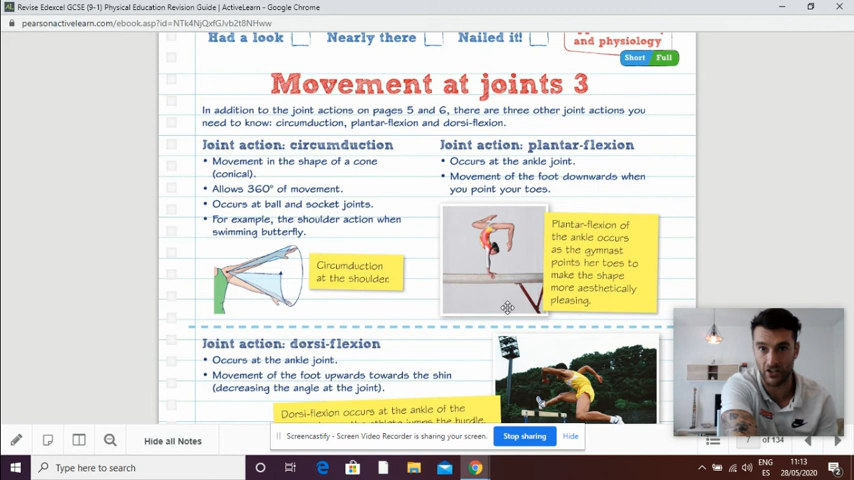 Revise Edexcel GCSE (9-1) Physical Education Revision Guide | ActiveLearn - Google Chrome
pearsonactivelearn.com/ebook.asp?id=NTk4NjQxfGJvb2t8NHww
Had a look
Nearly there
Nailed it!
and physiology
Short
Full
Movement at joints 3
In addition to the joint actions on pages 5 and 6, there are three other joint actions you
need to know: circumduction, plantar-flexion and dorsi-flexion.
Joint action: circumduction
• Movement in the shape of a cone
(conical).
• Allows 360° of movement.
• Occurs at ball and socket joints.
• For example, the shoulder action when
swimming butterfly.
Circumduction
at the shoulder.
Joint action: plantar-flexion
• Occurs at the ankle joint.
• Movement of the foot downwards when
you point your toes.
Plantar-flexion of
the ankle occurs
as the gymnast
points her toes to
make the shape
more aesthetically
pleasing.
Joint action: dorsi-flexion
• Occurs at the ankle joint.
• Movement of the foot upwards towards the shin
(decreasing the angle at the joint).
Dorsi-flexion occurs at the ankle of the
athlete jumps the hurdle.
Screencastify - Screen Video Recorder is sharing your screen.
Stop sharing
Hide
Hide all Notes
7
of 134
Type here to search
ENG
ES
11:13
28/05/2020
2